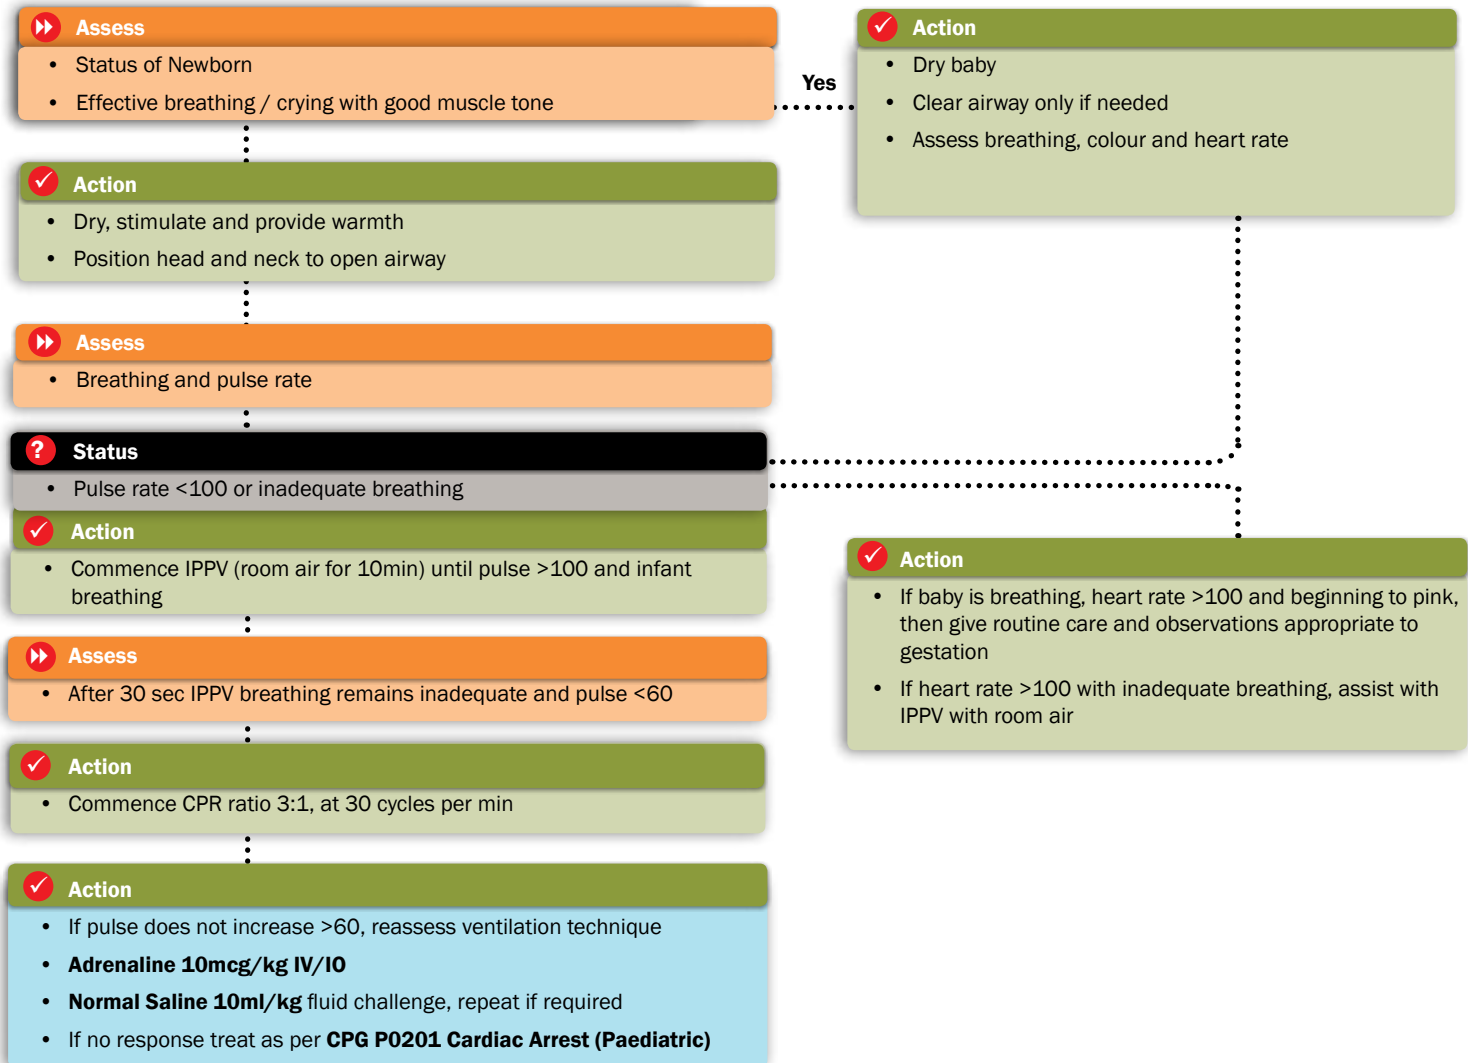 Assess
• Status of Newborn
• Effective breathing / crying with good muscle tone
Yes
Action
• Dry baby
• Clear airway only if needed
• Assess breathing, colour and heart rate
Action
• Dry, stimulate and provide warmth
• Position head and neck to open airway
Assess
• Breathing and pulse rate
? Status
• Pulse rate <100 or inadequate breathing
Action
• Commence IPPV (room air for 10min) until pulse >100 and infant
breathing
Action
• If baby is breathing, heart rate >100 and beginning to pink,
then give routine care and observations appropriate to
gestation
• If heart rate >100 with inadequate breathing, assist with
IPPV with room air
Assess
• After 30 sec IPPV breathing remains inadequate and pulse <60
Action
• Commence CPR ratio 3:1, at 30 cycles per min
Action
• If pulse does not increase >60, reassess ventilation technique
• Adrenaline 10mcg/kg IV/IO
• Normal Saline 10ml/kg fluid challenge, repeat if required
• If no response treat as per CPG P0201 Cardiac Arrest (Paediatric)